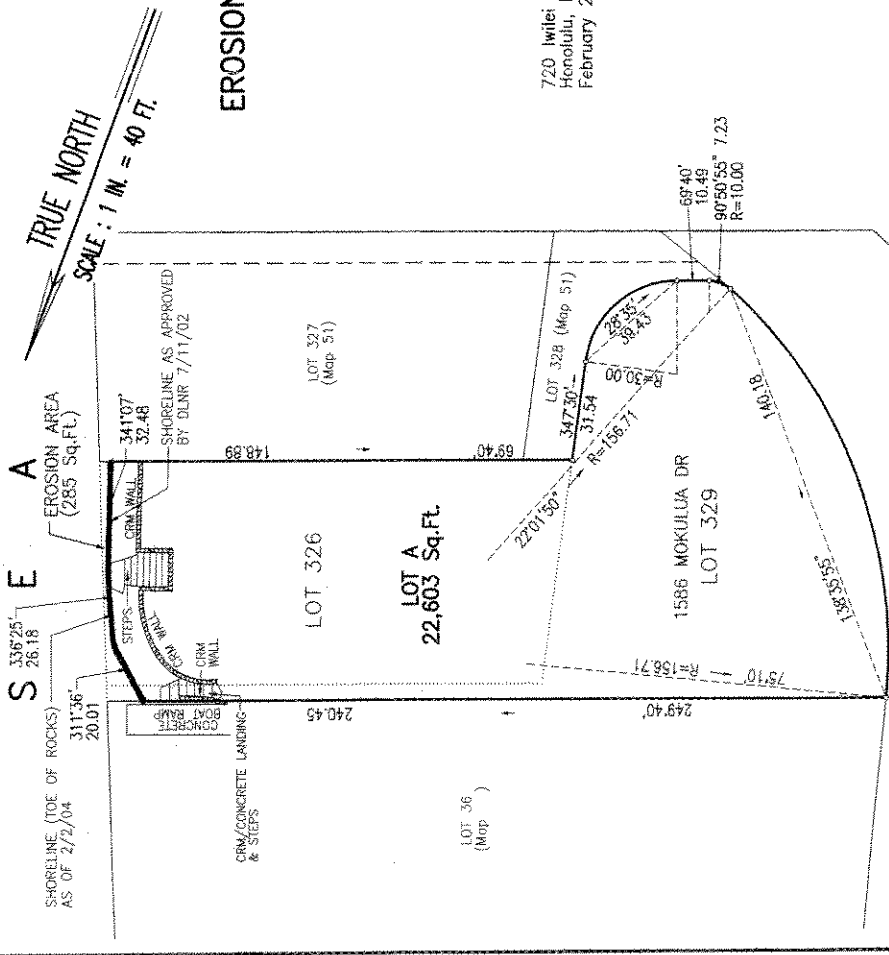 TRUE NORTH
SCALE : 1 IN. = 40 FT.
EROSION
720 Iwilei
Honolulu,
February 2
S E A
EROSION AREA
(285 Sq.Ft.)
SHORELINE (TOE OF ROCKS)
AS OF 2/2/04
336°25'
26.18
311°36'
20.01
341°07'
32.48
SHORELINE AS APPROVED
BY DLNR 7/11/02
CRM WALL
STEPS
CRM WALL
CRM
WALL
CONCRETE
BOAT RAMP
CRM/CONCRETE LANDING
& STEPS
LOT 327
(Map 51)
148.89
69°40'
LOT 326
LOT A
22,603 Sq.Ft.
240.45
249°40'
LOT 36
(Map )
LOT 328 (Map 51)
347°30'
31.54
28°35'
39.43
R=30.00
R=156.71
22°01'50"
69°40'
10.49
90°50'55" 7.23
R=10.00
1586 MOKULUA DR
LOT 329
140.18
138°35'55"
R=156.71
75°10'